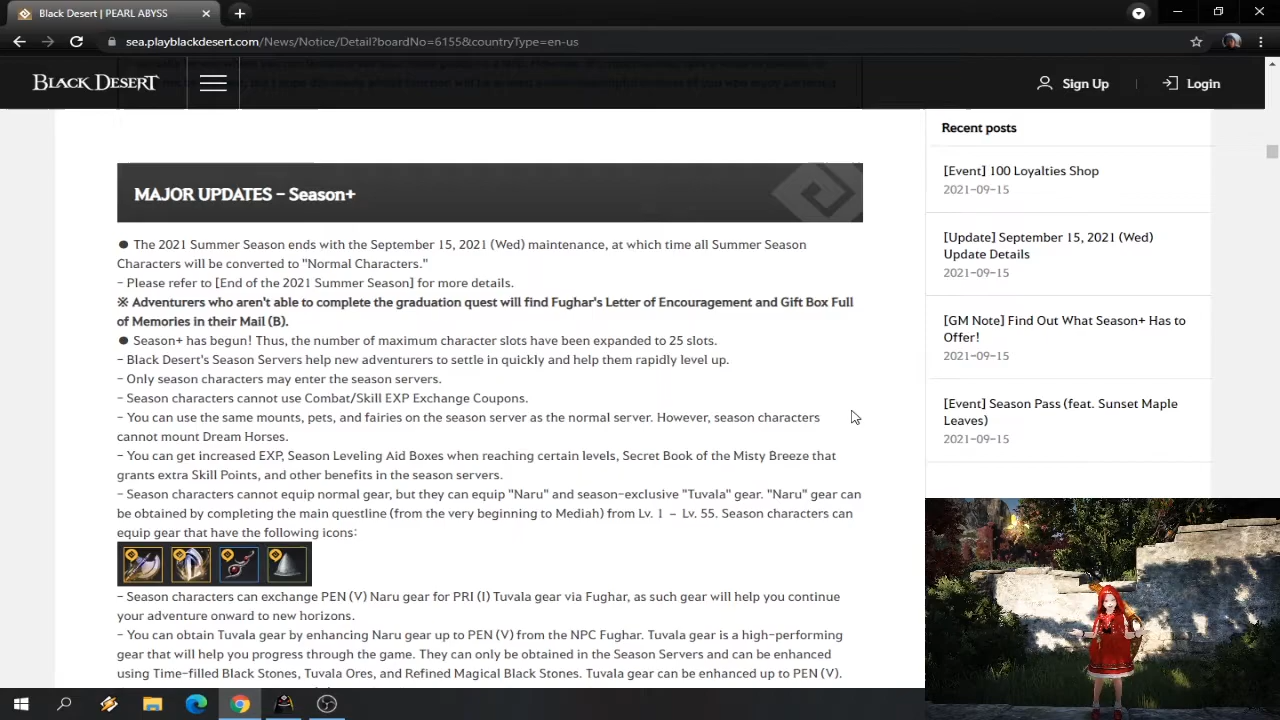 Black Desert | PEARL ABYSS
sea.playblackdesert.com/News/Notice/Detail?boardNo=6155&countryType=en-us
BLACK DESERT
Sign Up
Login
MAJOR UPDATES - Season+
● The 2021 Summer Season ends with the September 15, 2021 (Wed) maintenance, at which time all Summer Season
Characters will be converted to "Normal Characters."
- Please refer to [End of the 2021 Summer Season] for more details.
※ Adventurers who aren't able to complete the graduation quest will find Fughar's Letter of Encouragement and Gift Box Full
of Memories in their Mail (B).
● Season+ has begun! Thus, the number of maximum character slots have been expanded to 25 slots.
- Black Desert's Season Servers help new adventurers to settle in quickly and help them rapidly level up.
- Only season characters may enter the season servers.
- Season characters cannot use Combat/Skill EXP Exchange Coupons.
- You can use the same mounts, pets, and fairies on the season server as the normal server. However, season characters
cannot mount Dream Horses.
- You can get increased EXP, Season Leveling Aid Boxes when reaching certain levels, Secret Book of the Misty Breeze that
grants extra Skill Points, and other benefits in the season servers.
- Season characters cannot equip normal gear, but they can equip "Naru" and season-exclusive "Tuvala" gear. "Naru" gear can
be obtained by completing the main questline (from the very beginning to Mediah) from Lv. 1 – Lv. 55. Season characters can
equip gear that have the following icons:
- Season characters can exchange PEN (V) Naru gear for PRI (I) Tuvala gear via Fughar, as such gear will help you continue
your adventure onward to new horizons.
- You can obtain Tuvala gear by enhancing Naru gear up to PEN (V) from the NPC Fughar. Tuvala gear is a high-performing
gear that will help you progress through the game. They can only be obtained in the Season Servers and can be enhanced
using Time-filled Black Stones, Tuvala Ores, and Refined Magical Black Stones. Tuvala gear can be enhanced up to PEN (V).
Recent posts
[Event] 100 Loyalties Shop
2021-09-15
[Update] September 15, 2021 (Wed)
Update Details
2021-09-15
[GM Note] Find Out What Season+ Has to
Offer!
2021-09-15
[Event] Season Pass (feat. Sunset Maple
Leaves)
2021-09-15